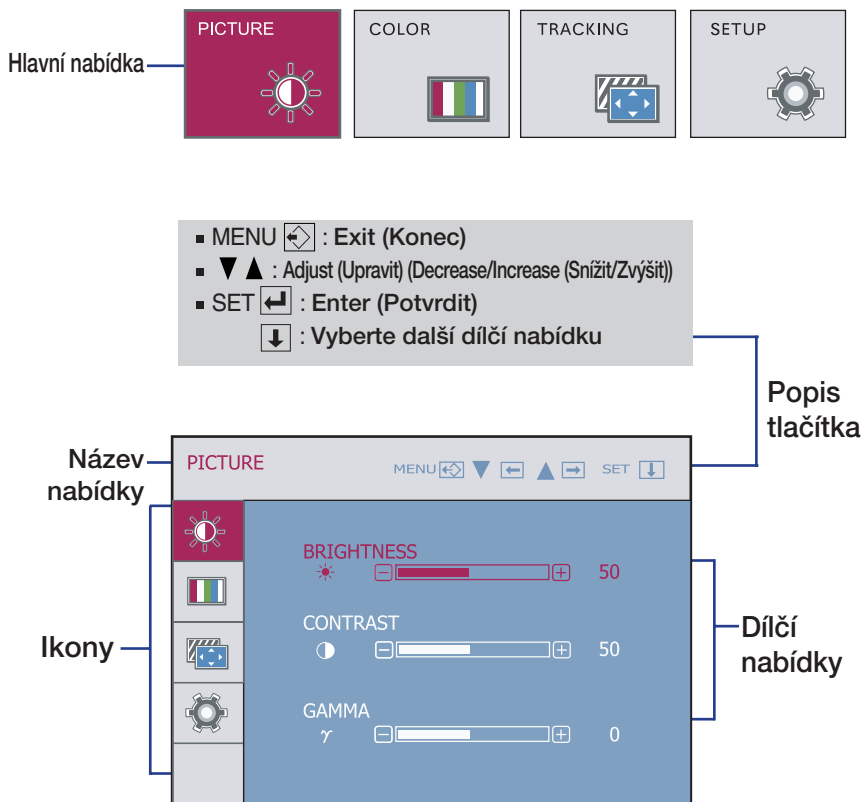 PICTURE
COLOR
TRACKING
SETUP
Hlavní nabídka
MENU : Exit (Konec)
▼ ▲ : Adjust (Upravit) (Decrease/Increase (Snížit/Zvýšit))
SET : Enter (Potvrdit)
: Vyberte další dílčí nabídku
Popis
tlačítka
Název
nabídky
PICTURE
MENU ▼ ▲ SET
BRIGHTNESS
50
CONTRAST
50
GAMMA
γ 0
Ikony
Dílčí
nabídky